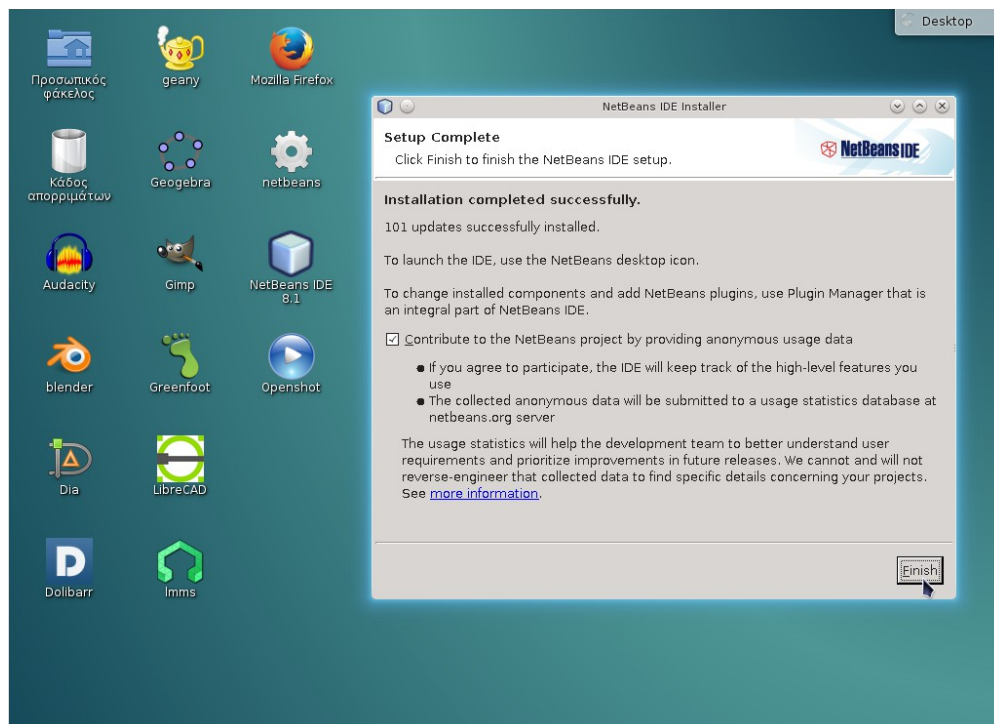 Desktop
Προσωπικός
φάκελος
geany
Mozilla Firefox
Κάδος
απορριμάτων
Geogebra
netbeans
Audacity
Gimp
NetBeans IDE
8.1
blender
Greenfoot
Openshot
Dia
LibreCAD
D
Dolibarr
lmms
NetBeans IDE Installer
Setup Complete
Click Finish to finish the NetBeans IDE setup.
NetBeans IDE
Installation completed successfully.
101 updates successfully installed.
To launch the IDE, use the NetBeans desktop icon.
To change installed components and add NetBeans plugins, use Plugin Manager that is
an integral part of NetBeans IDE.
Contribute to the NetBeans project by providing anonymous usage data
● If you agree to participate, the IDE will keep track of the high-level features you
use
● The collected anonymous data will be submitted to a usage statistics database at
netbeans.org server
The usage statistics will help the development team to better understand user
requirements and prioritize improvements in future releases. We cannot and will not
reverse-engineer that collected data to find specific details concerning your projects.
See more information.
Finish